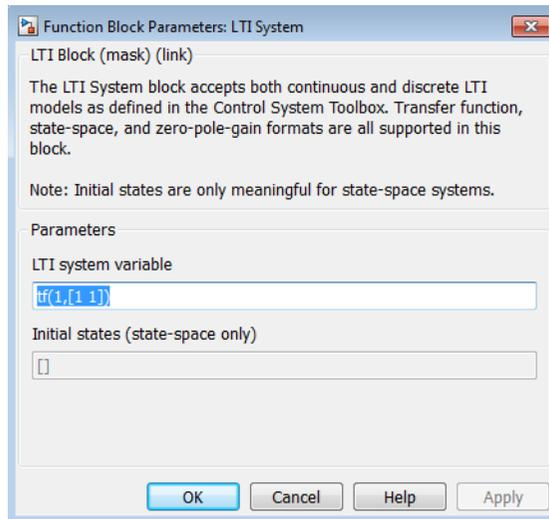 Function Block Parameters: LTI System
LTI Block (mask) (link)
The LTI System block accepts both continuous and discrete LTI
models as defined in the Control System Toolbox. Transfer function,
state-space, and zero-pole-gain formats are all supported in this
block.
Note: Initial states are only meaningful for state-space systems.
Parameters
LTI system variable
tf(1,[1 1])
Initial states (state-space only)
[]
OK Cancel Help Apply